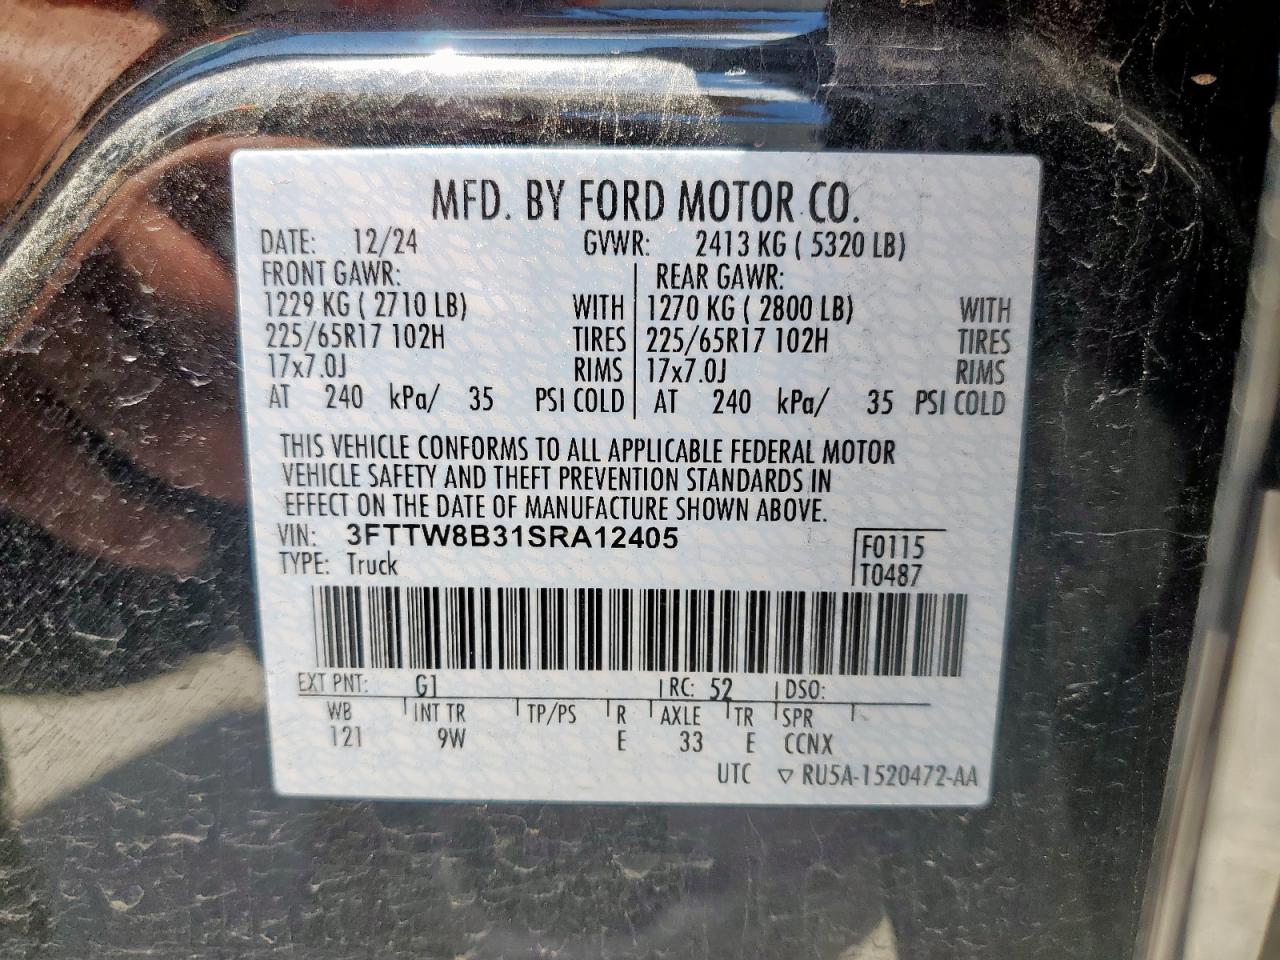 MFD. BY FORD MOTOR CO.
DATE: 12/24 GVWR: 2413 KG ( 5320 LB)
FRONT GAWR: REAR GAWR:
1229 KG ( 2710 LB) WITH 1270 KG ( 2800 LB) WITH
225/65R17 102H TIRES 225/65R17 102H TIRES
17x7.0J RIMS 17x7.0J RIMS
AT 240 kPa/ 35 PSI COLD AT 240 kPa/ 35 PSI COLD
THIS VEHICLE CONFORMS TO ALL APPLICABLE FEDERAL MOTOR
VEHICLE SAFETY AND THEFT PREVENTION STANDARDS IN
EFFECT ON THE DATE OF MANUFACTURE SHOWN ABOVE.
VIN: 3FTTW8B31SRA12405 F0115
TYPE: Truck T0487
EXT PNT: G1 RC: 52 DSO:
WB INT TR TP/PS R AXLE TR SPR
121 9W E 33 E CCNX
UTC ▽ RU5A-1520472-AA